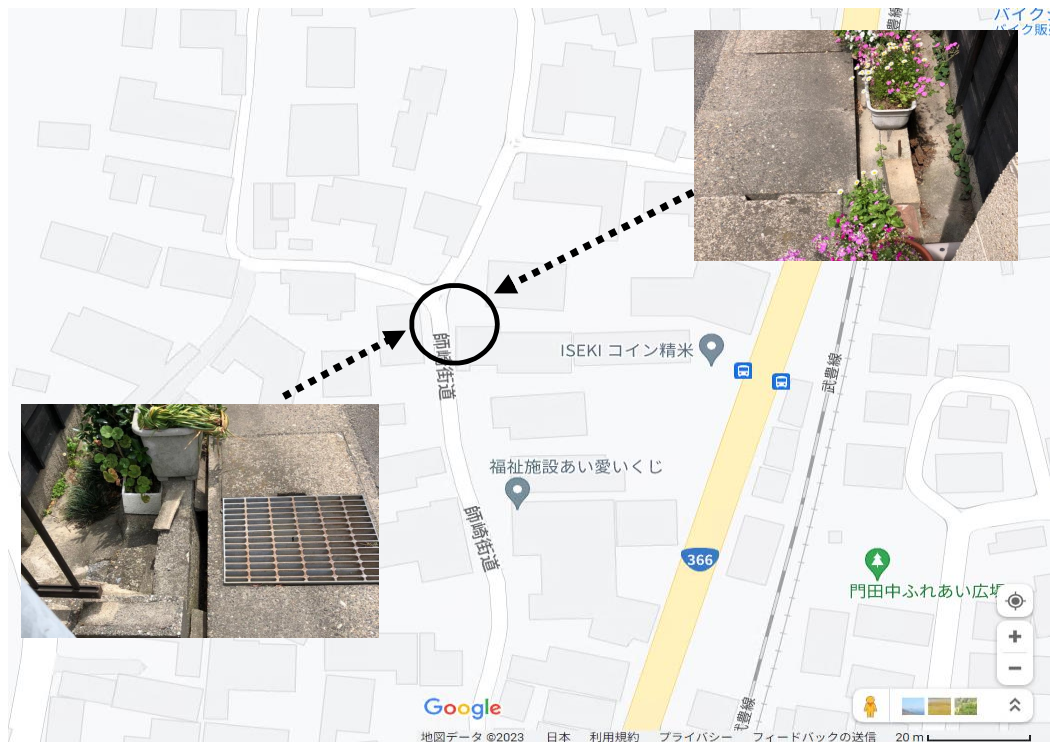 バイク
バイク販
豊線
師崎街道
ISEKI コイン精米
武豊線
福祉施設あい愛いくじ
師崎街道
366
門田中ふれあい広場
武豊線
Google
地図データ ©2023 日本 利用規約 プライバシー フィードバックの送信 20 m